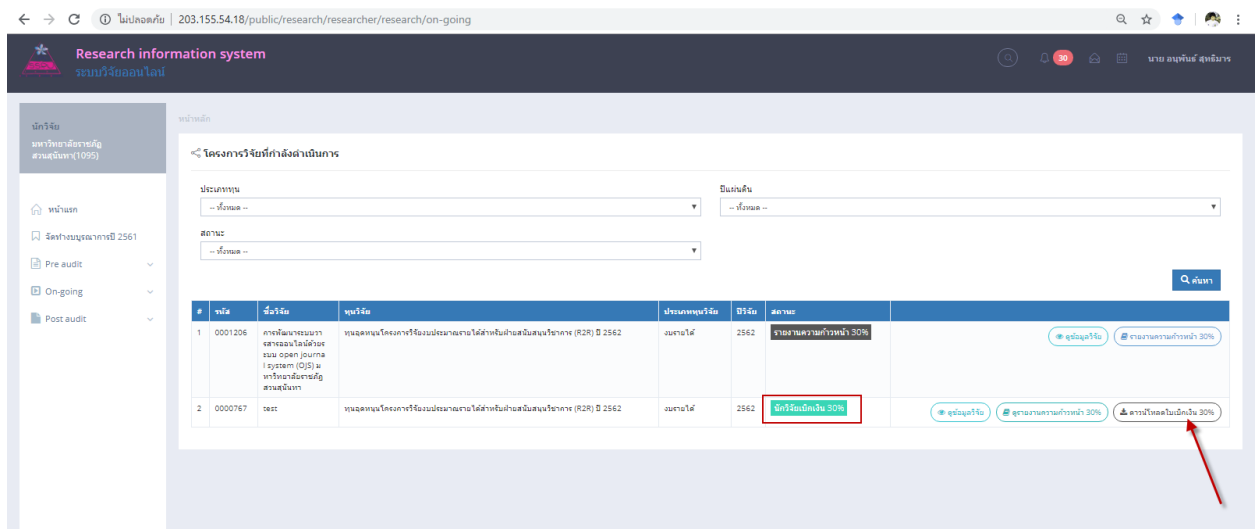 ไม่ปลอดภัย | 203.155.54.18/public/research/researcher/research/on-going
Research information system
ระบบวิจัยออนไลน์
30
นาย อนุพันธ์ สุทธิมาร
นักวิจัย
มหาวิทยาลัยราชภัฏ
สวนสุนันทา(1095)
หน้าแรก
จัดทำงบบูรณาการปี 2561
Pre audit
On-going
Post audit
หน้าหลัก
โครงการวิจัยที่กำลังดำเนินการ
ประเภททุน
ปีแผ่นดิน
-- ทั้งหมด --
-- ทั้งหมด --
สถานะ
-- ทั้งหมด --
ค้นหา
# รหัส ชื่อวิจัย ทุนวิจัย ประเภททุนวิจัย ปีวิจัย สถานะ
1 0001206 การพัฒนาระบบวา ทุนอุดหนุนโครงการวิจัยงบประมาณรายได้สำหรับฝ่ายสนับสนุนวิชาการ (R2R) ปี 2562 งบรายได้ 2562 รายงานความก้าวหน้า 30% ดูข้อมูลวิจัย รายงานความก้าวหน้า 30%
รสารออนไลน์ด้วยร
ะบบ open journa
l system (OJS) ม
หาวิทยาลัยราชภัฏ
สวนสุนันทา
2 0000767 test ทุนอุดหนุนโครงการวิจัยงบประมาณรายได้สำหรับฝ่ายสนับสนุนวิชาการ (R2R) ปี 2562 งบรายได้ 2562 นักวิจัยเบิกเงิน 30% ดูข้อมูลวิจัย ดูรายงานความก้าวหน้า 30% ดาวน์โหลดใบเบิกเงิน 30%